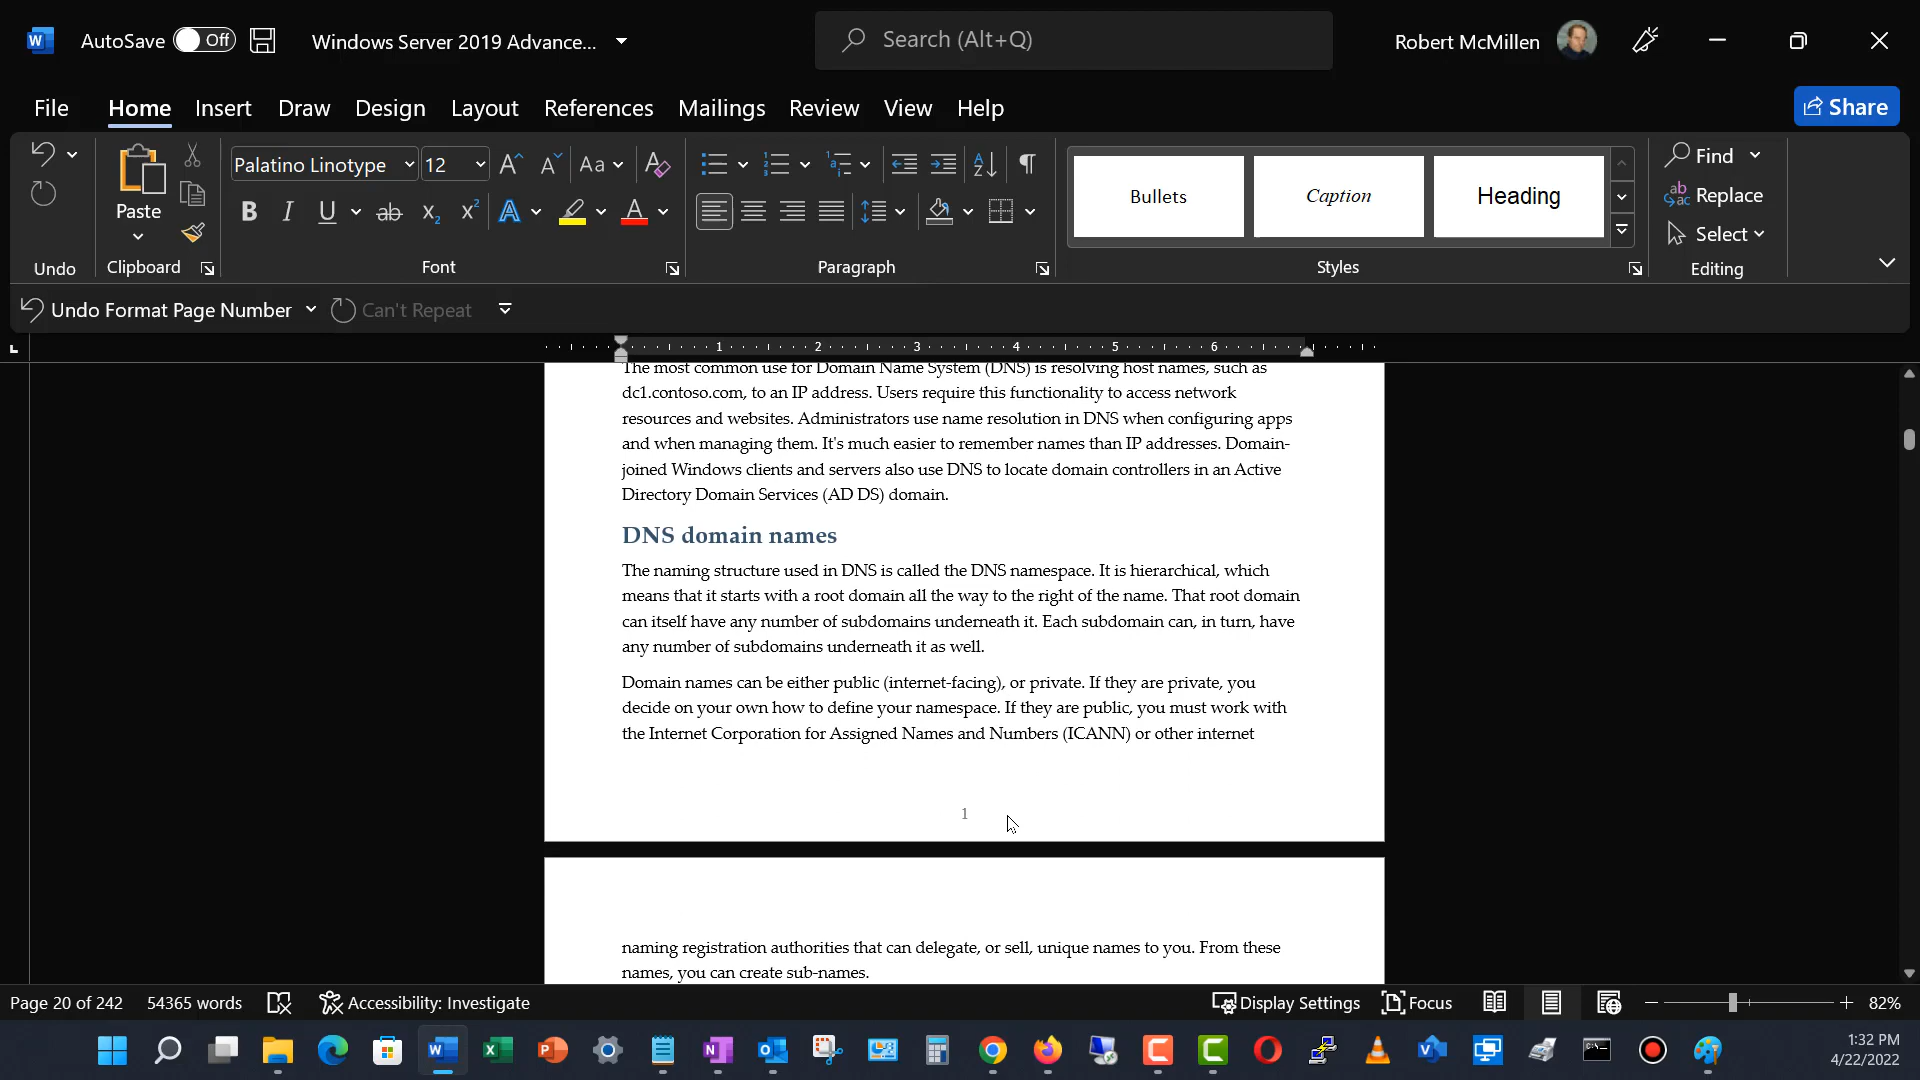 AutoSave Off Windows Server 2019 Advance... Search (Alt+Q) Robert McMillen
File Home Insert Draw Design Layout References Mailings Review View Help Share
Paste Palatino Linotype 12 Aa Bullets Caption Heading Find
Replace
Select
Undo Clipboard Font Paragraph Styles Editing
Undo Format Page Number Can't Repeat
1 2 3 4 5 6
The most common use for Domain Name System (DNS) is resolving host names, such as
dc1.contoso.com, to an IP address. Users require this functionality to access network
resources and websites. Administrators use name resolution in DNS when configuring apps
and when managing them. It's much easier to remember names than IP addresses. Domain-
joined Windows clients and servers also use DNS to locate domain controllers in an Active
Directory Domain Services (AD DS) domain.
DNS domain names
The naming structure used in DNS is called the DNS namespace. It is hierarchical, which
means that it starts with a root domain all the way to the right of the name. That root domain
can itself have any number of subdomains underneath it. Each subdomain can, in turn, have
any number of subdomains underneath it as well.
Domain names can be either public (internet-facing), or private. If they are private, you
decide on your own how to define your namespace. If they are public, you must work with
the Internet Corporation for Assigned Names and Numbers (ICANN) or other internet
1
naming registration authorities that can delegate, or sell, unique names to you. From these
names, you can create sub-names.
Page 20 of 242 54365 words Accessibility: Investigate Display Settings Focus 82%
1:32 PM
4/22/2022